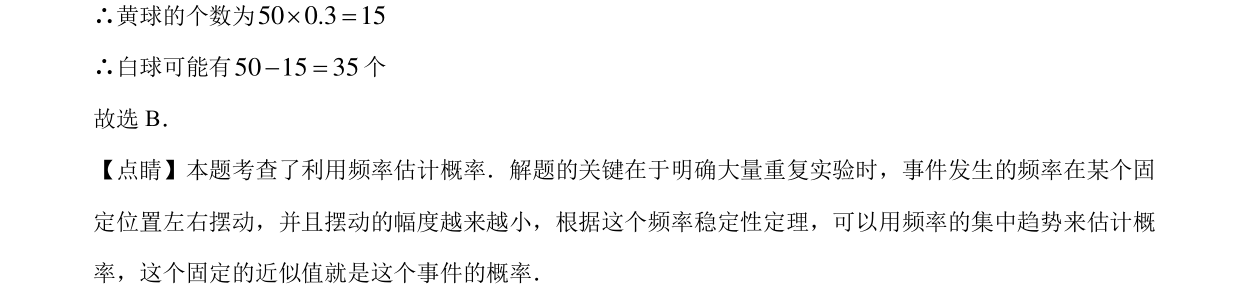 ∴黄球的个数为50×0.3=15
∴白球可能有50−15=35个
故选 B．
【点睛】本题考查了利用频率估计概率．解题的关键在于明确大量重复实验时，事件发生的频率在某个固
定位置左右摆动，并且摆动的幅度越来越小，根据这个频率稳定性定理，可以用频率的集中趋势来估计概
率，这个固定的近似值就是这个事件的概率．